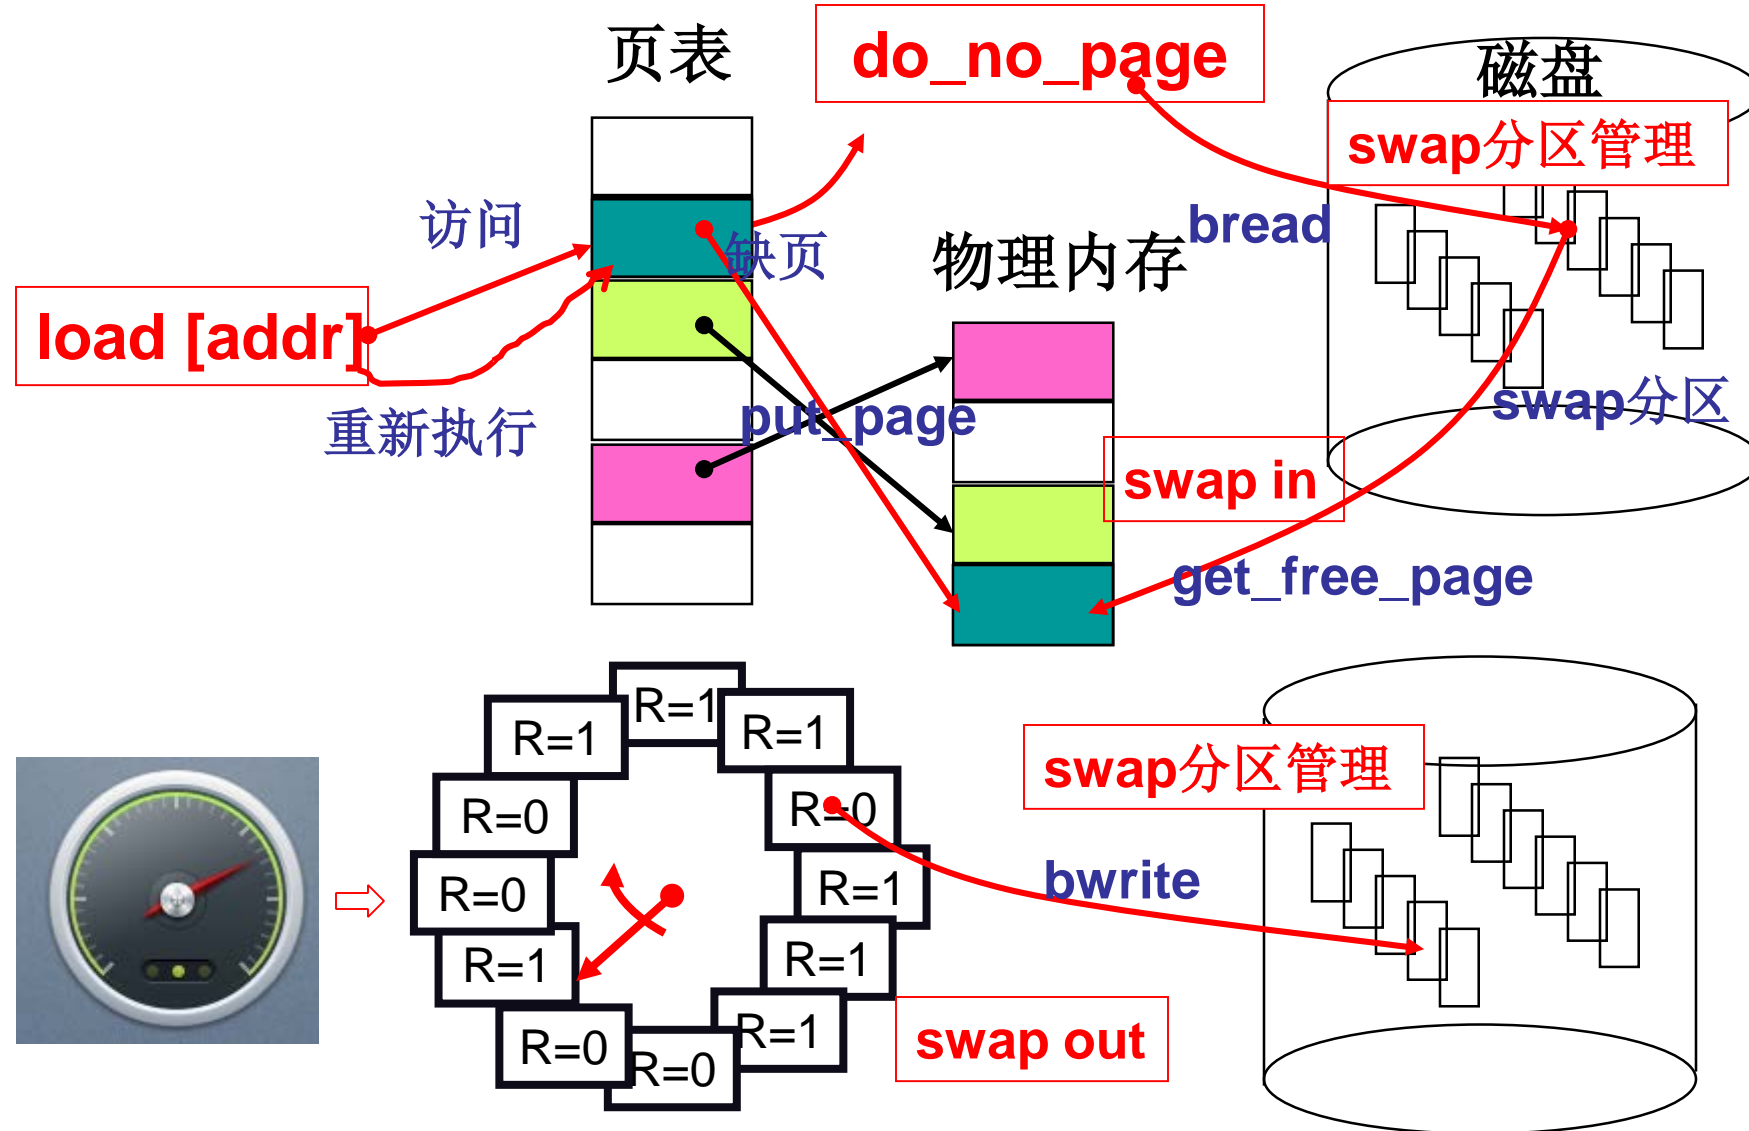 页表
do_no_page
磁盘
swap分区管理
访问
缺页
物理内存
bread
load [addr]
重新执行
put_page
swap分区
swap in
get_free_page
R=1
R=1
R=1
R=0
R=0
R=0
R=1
R=1
R=1
R=0
R=0
R=1
swap分区管理
bwrite
swap out